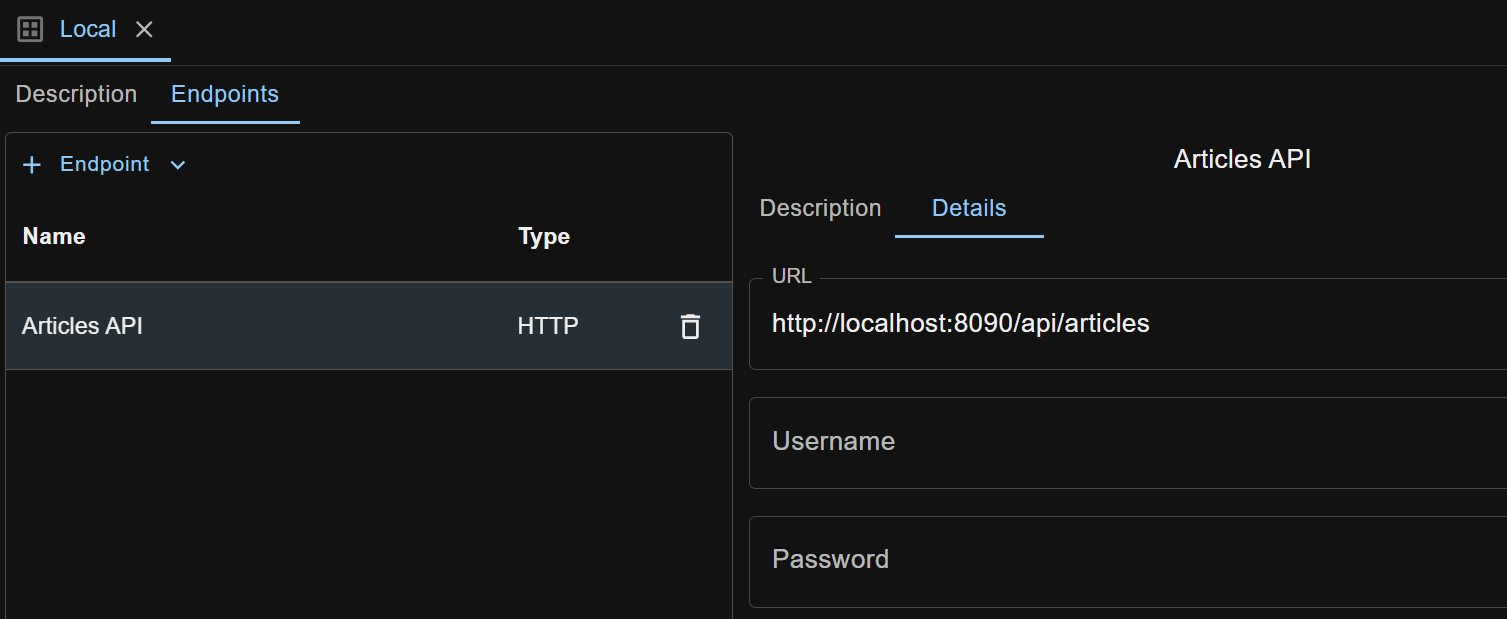 Local
Description Endpoints
Endpoint
Name Type
Articles API HTTP
Articles API
Description Details
URL
http://localhost:8090/api/articles
Username
Password